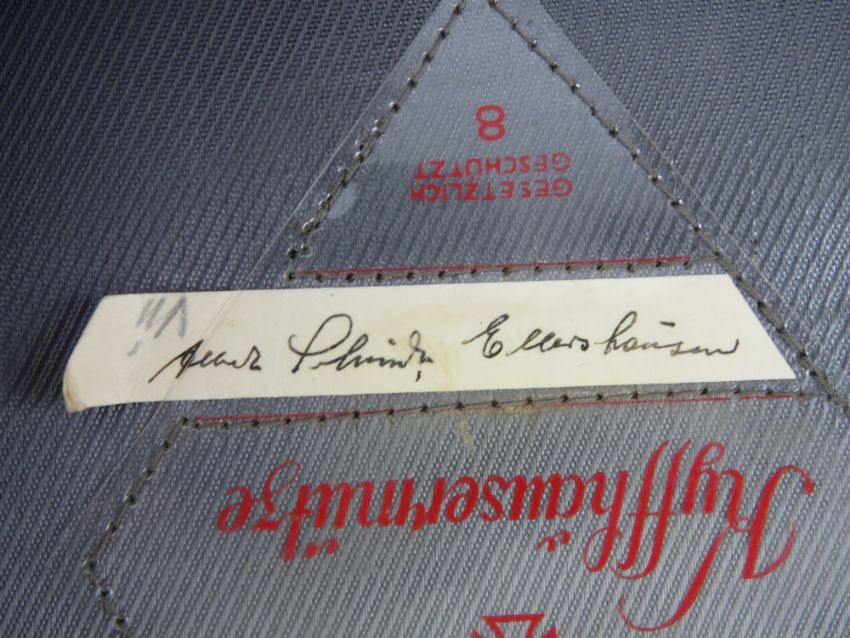 8
GESETZLICH
GESCHÜTZT
Schmidt, Ellershausen
Kyffhäusermütze